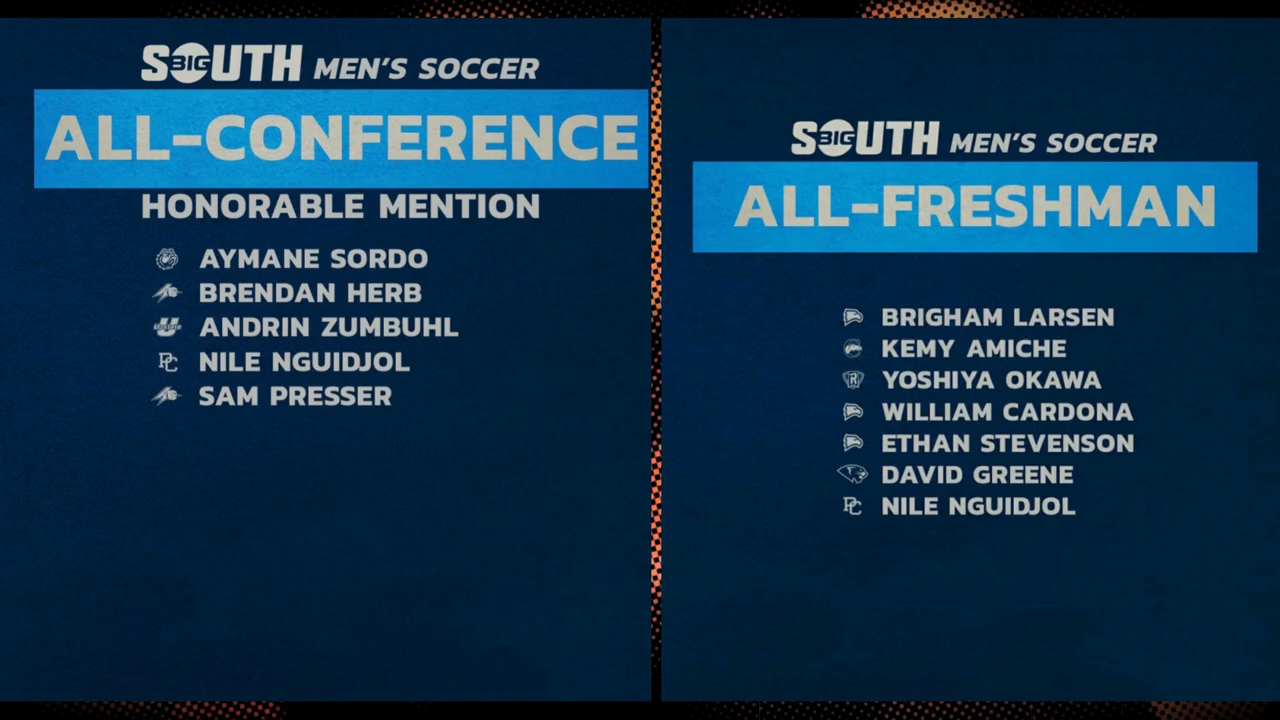 BIG SOUTH MEN'S SOCCER
ALL-CONFERENCE
HONORABLE MENTION
AYMANE SORDO
BRENDAN HERB
ANDRIN ZUMBUHL
PC NILE NGUIDJOL
SAM PRESSER
BIG SOUTH MEN'S SOCCER
ALL-FRESHMAN
BRIGHAM LARSEN
KEMY AMICHE
R YOSHIYA OKAWA
WILLIAM CARDONA
ETHAN STEVENSON
DAVID GREENE
PC NILE NGUIDJOL